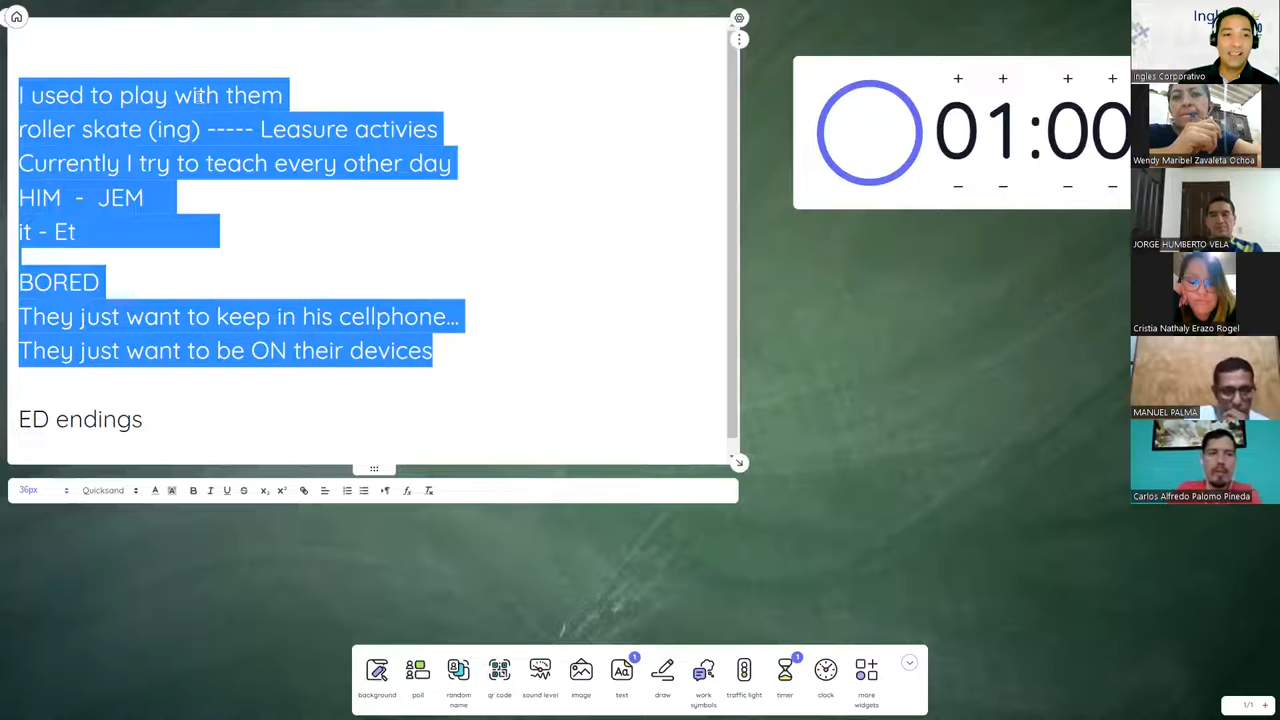 I used to play with them
roller skate (ing) ----- Leasure activies
Currently I try to teach every other day
HIM - JEM
it - Et
BORED
They just want to keep in his cellphone...
They just want to be ON their devices
ED endings
36px
Quicksand
01:00
Ingles Corporativo
Wendy Maribel Zavaleta Ochoa
JORGE HUMBERTO VELA
Cristia Nathaly Erazo Rogel
MANUEL PALMA
Carlos Alfredo Palomo Pineda
background
poll
random name
qr code
sound level
image
1
text
draw
work symbols
traffic light
1
timer
clock
more widgets
1/1